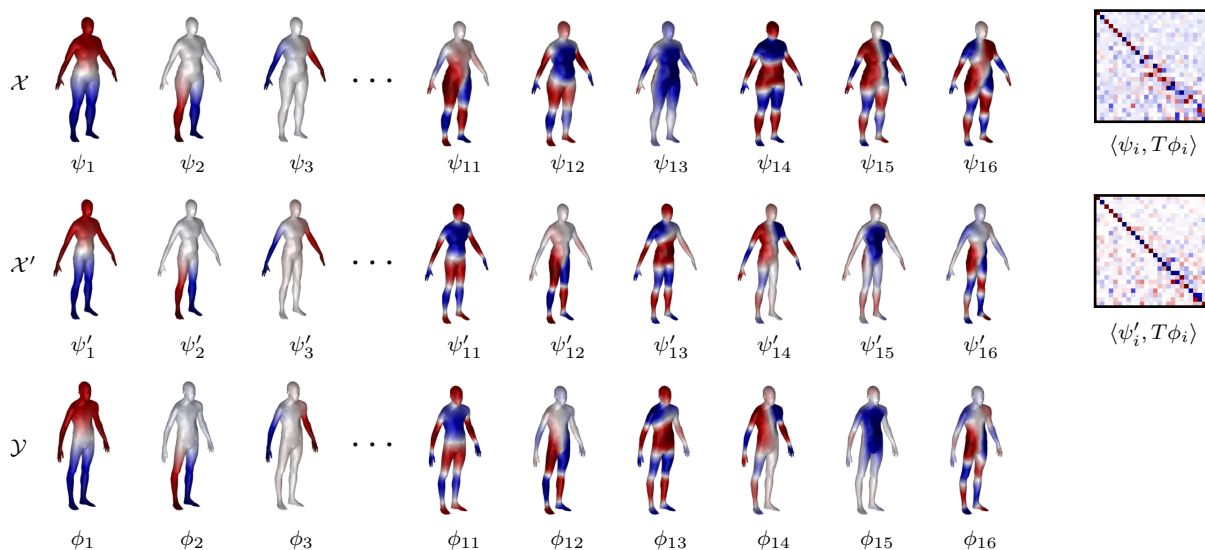 𝒳
· · ·
ψ₁ ψ₂ ψ₃ ψ₁₁ ψ₁₂ ψ₁₃ ψ₁₄ ψ₁₅ ψ₁₆
⟨ψᵢ, Tϕᵢ⟩
𝒳′
· · ·
ψ′₁ ψ′₂ ψ′₃ ψ′₁₁ ψ′₁₂ ψ′₁₃ ψ′₁₄ ψ′₁₅ ψ′₁₆
⟨ψ′ᵢ, Tϕᵢ⟩
𝒴
· · ·
ϕ₁ ϕ₂ ϕ₃ ϕ₁₁ ϕ₁₂ ϕ₁₃ ϕ₁₄ ϕ₁₅ ϕ₁₆